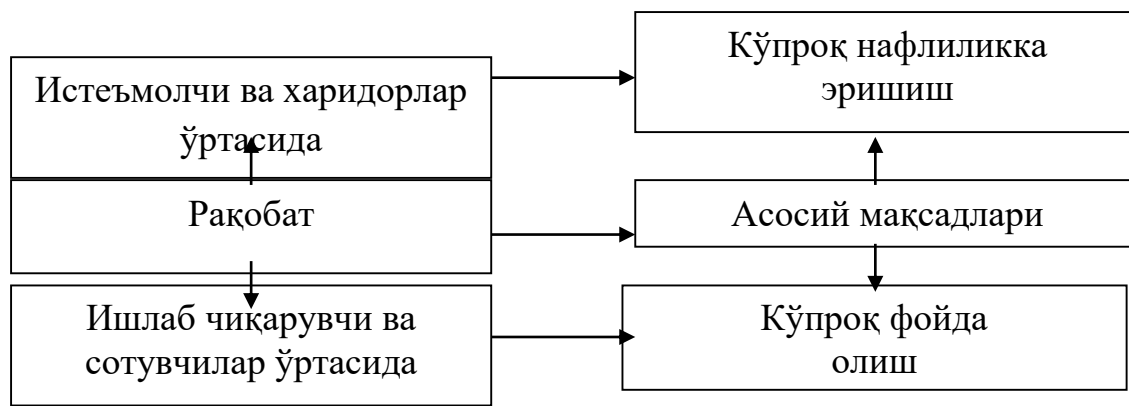 Истеъмолчи ва харидорлар
ўртасида
Кўпроқ нафлиликка
эришиш
Рақобат
Асосий мақсадлари
Ишлаб чиқарувчи ва
сотувчилар ўртасида
Кўпроқ фойда
олиш